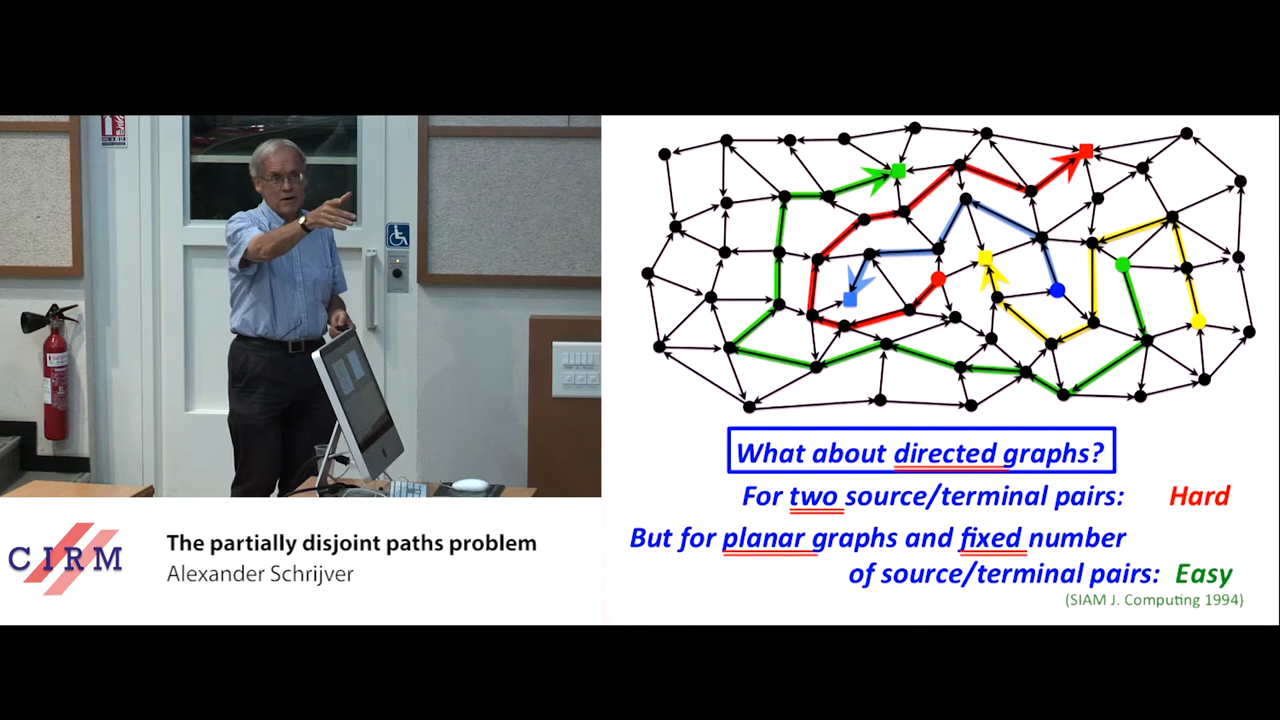 What about directed graphs?
For two source/terminal pairs: Hard
But for planar graphs and fixed number
of source/terminal pairs: Easy
(SIAM J. Computing 1994)
CIRM
The partially disjoint paths problem
Alexander Schrijver